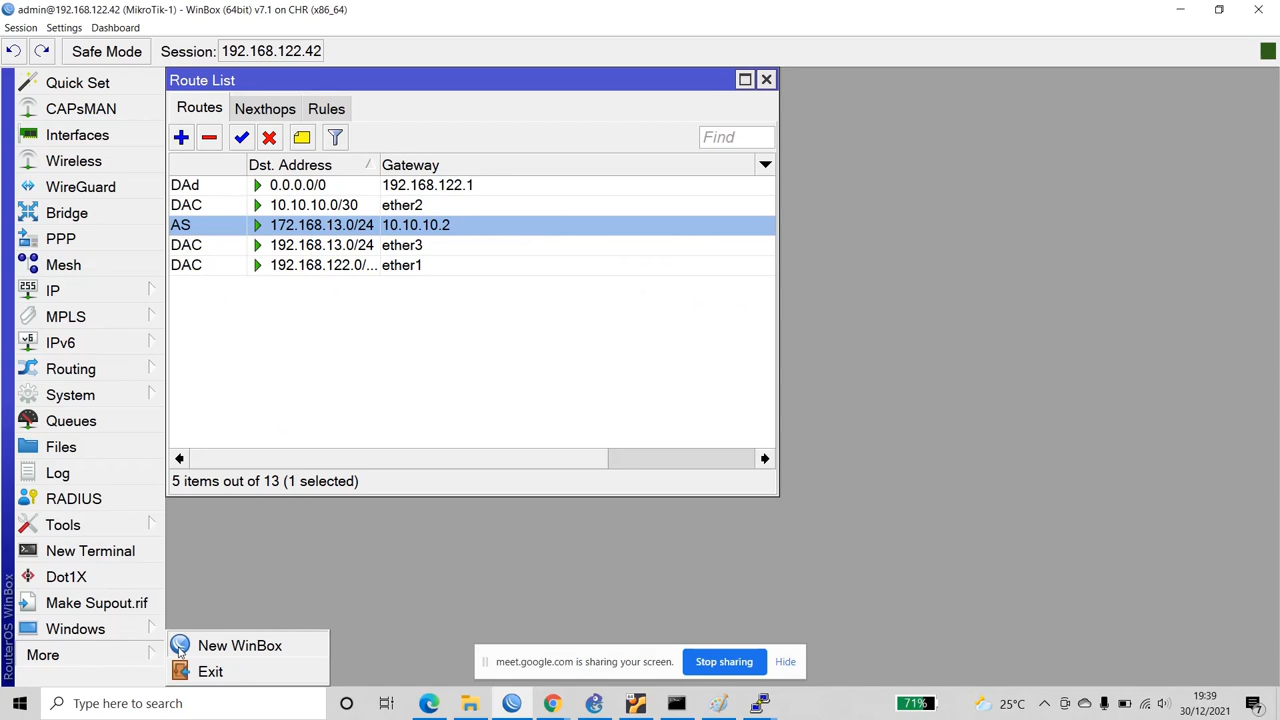 admin@192.168.122.42 (MikroTik-1) - WinBox (64bit) v7.1 on CHR (x86_64)
Session Settings Dashboard
Safe Mode Session: 192.168.122.42
Quick Set
CAPsMAN
Interfaces
Wireless
WireGuard
Bridge
PPP
Mesh
255
IP
MPLS
v6
IPv6
Routing
System
Queues
Files
Log
RADIUS
Tools
New Terminal
Dot1X
Make Supout.rif
Windows
More
RouterOS WinBox
Route List
Routes Nexthops Rules
Find
Dst. Address Gateway
DAd 0.0.0.0/0 192.168.122.1
DAC 10.10.10.0/30 ether2
AS 172.168.13.0/24 10.10.10.2
DAC 192.168.13.0/24 ether3
DAC 192.168.122.0/... ether1
5 items out of 13 (1 selected)
New WinBox
Exit
meet.google.com is sharing your screen. Stop sharing Hide
Type here to search
71%
25°C
19:39
30/12/2021
7